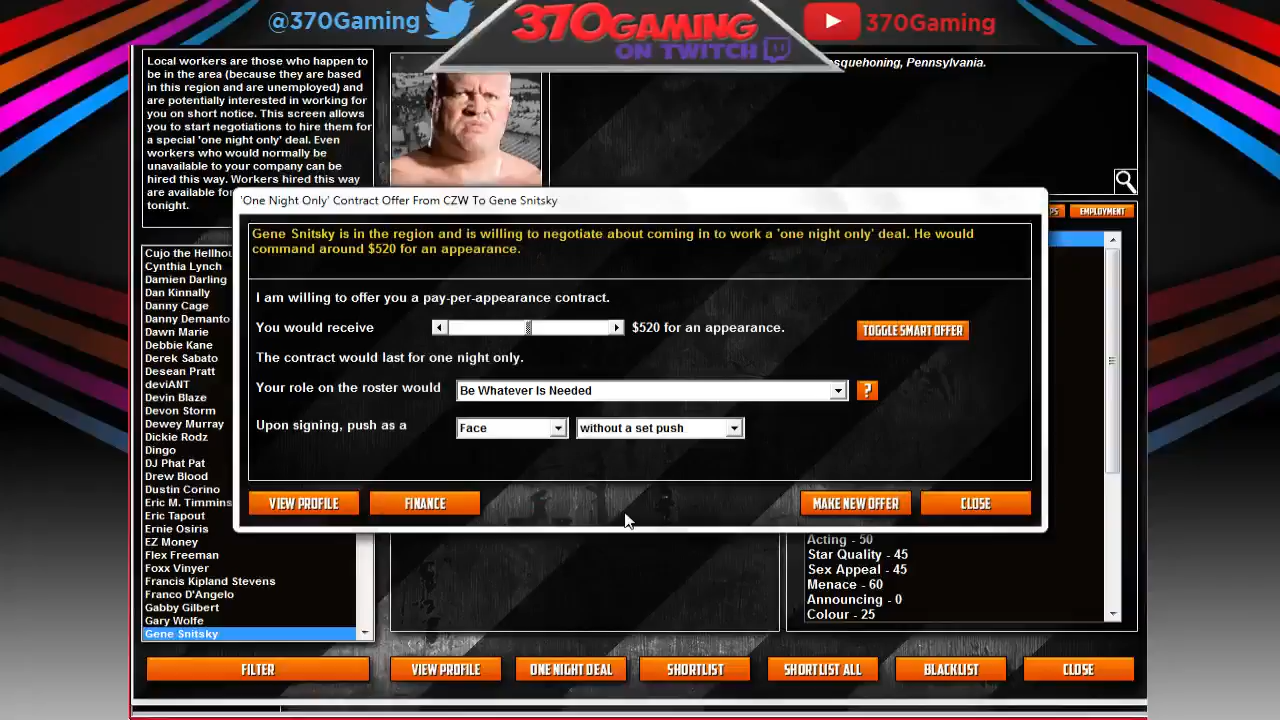 @370Gaming
370GAMING
ON TWITCH
370Gaming
Local workers are those who happen to
be in the area (because they are based
in this region and are unemployed) and
are potentially interested in working for
you on short notice. This screen allows
you to start negotiations to hire them for
a special 'one night only' deal. Even
workers who would normally be
unavailable to your company can be
hired this way. Workers hired this way
are available for
tonight.
Pennsylvania.
EMPLOYMENT
'One Night Only' Contract Offer From CZW To Gene Snitsky
Gene Snitsky is in the region and is willing to negotiate about coming in to work a 'one night only' deal. He would
command around $520 for an appearance.
I am willing to offer you a pay-per-appearance contract.
You would receive
$520 for an appearance.
TOGGLE SMART OFFER
The contract would last for one night only.
Your role on the roster would
Be Whatever Is Needed
?
Upon signing, push as a
Face
without a set push
VIEW PROFILE
FINANCE
MAKE NEW OFFER
CLOSE
Cujo the Hellhou
Cynthia Lynch
Damien Darling
Dan Kinnally
Danny Cage
Danny Demanto
Dawn Marie
Debbie Kane
Derek Sabato
Desean Pratt
deviANT
Devin Blaze
Devon Storm
Dewey Murray
Dickie Rodz
Dingo
DJ Phat Pat
Drew Blood
Dustin Corino
Eric M. Timmins
Eric Tapout
Ernie Osiris
EZ Money
Flex Freeman
Foxx Vinyer
Francis Kipland Stevens
Franco D'Angelo
Gabby Gilbert
Gary Wolfe
Gene Snitsky
Acting - 50
Star Quality - 45
Sex Appeal - 45
Menace - 60
Announcing - 0
Colour - 25
FILTER
VIEW PROFILE
ONE NIGHT DEAL
SHORTLIST
SHORTLIST ALL
BLACKLIST
CLOSE